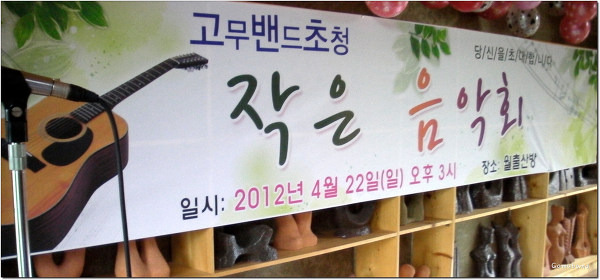 고무밴드초청
당/신/을/초/대/합/니/다
작은 음악회
일시: 2012년 4월 22일(일) 오후 3시 장소: 월출산방